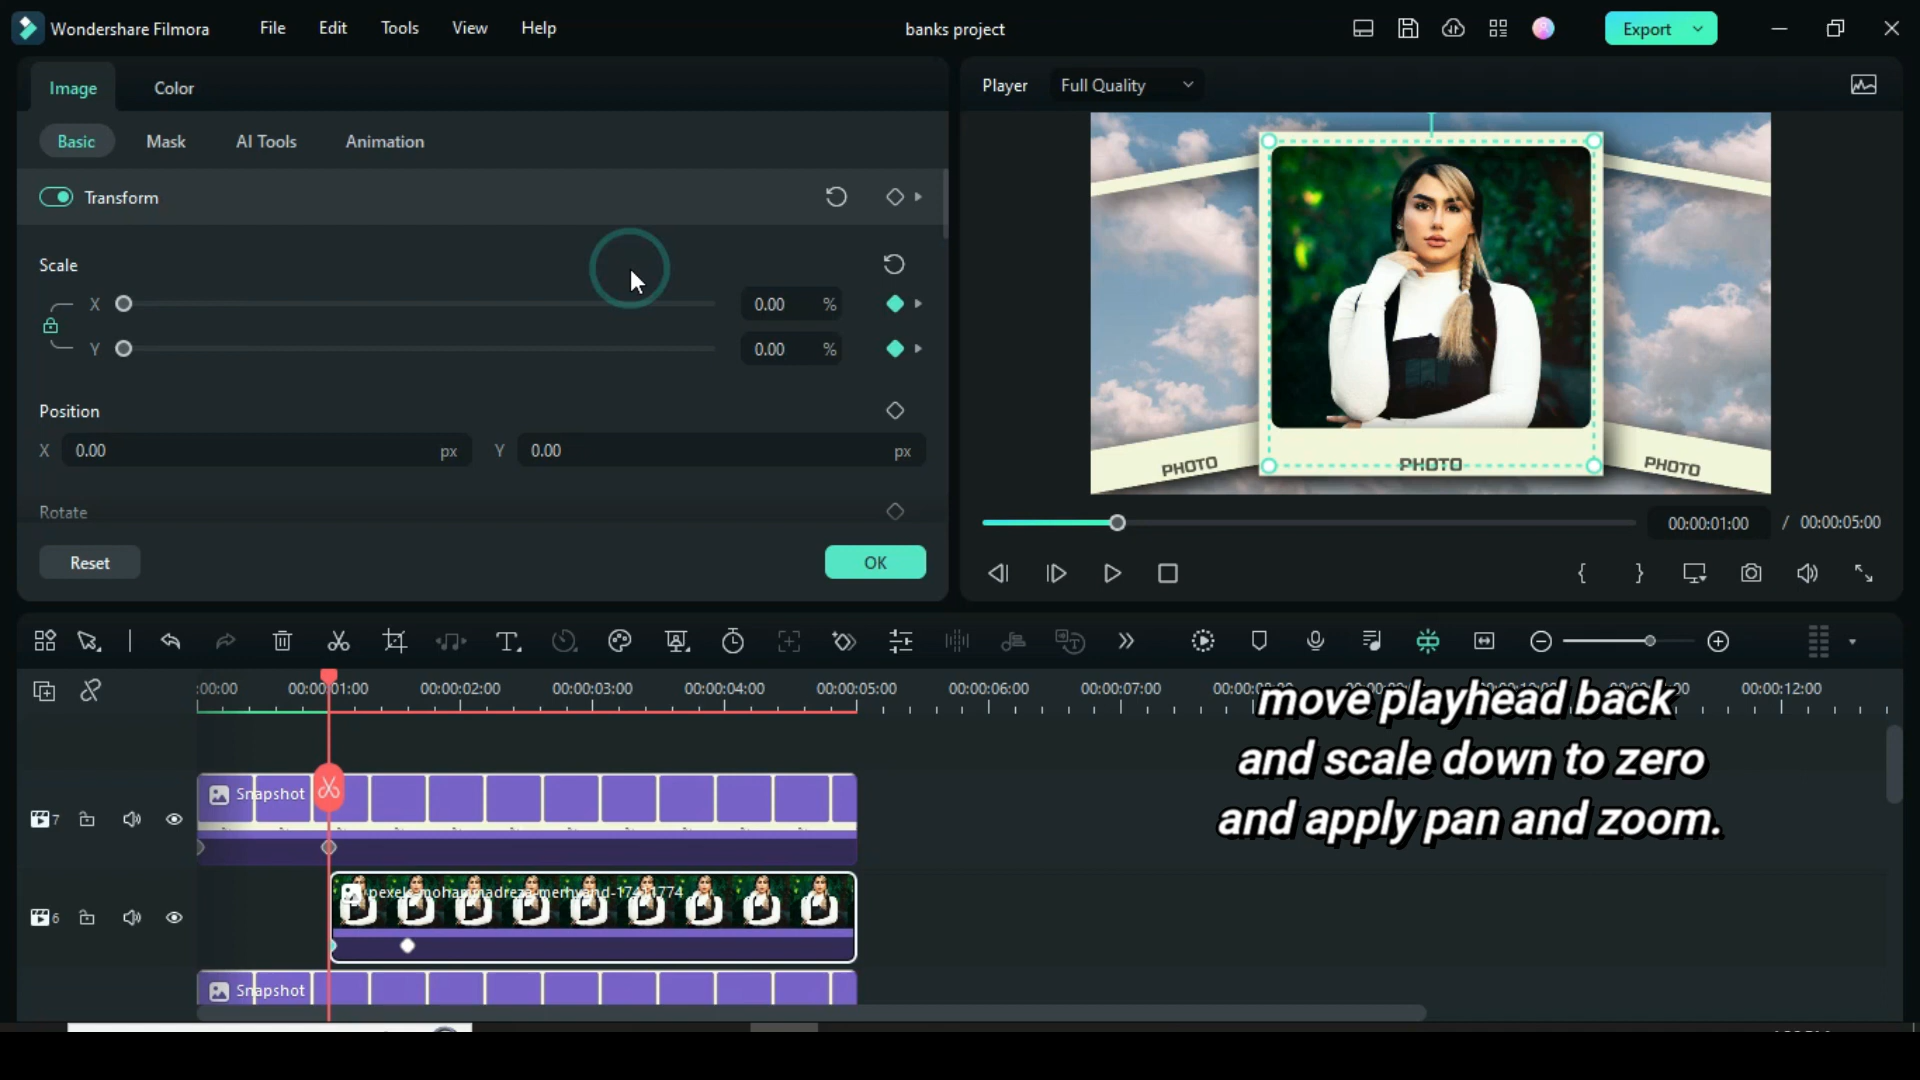 Wondershare Filmora
File
Edit
Tools
View
Help
banks project
Export
Image
Color
Player
Full Quality
Basic
Mask
AI Tools
Animation
Transform
Scale
X
0.00
%
Y
0.00
%
Position
X
0.00
px
Y
0.00
px
Rotate
Reset
OK
PHOTO
PHOTO
PHOTO
00:00:01:00
/
00:00:05:00
:00:00
00:00:01:00
00:00:02:00
00:00:03:00
00:00:04:00
00:00:05:00
00:00:06:00
00:00:07:00
00:00:12:00
move playhead back
and scale down to zero
and apply pan and zoom.
Snapshot
7
6
Snapshot